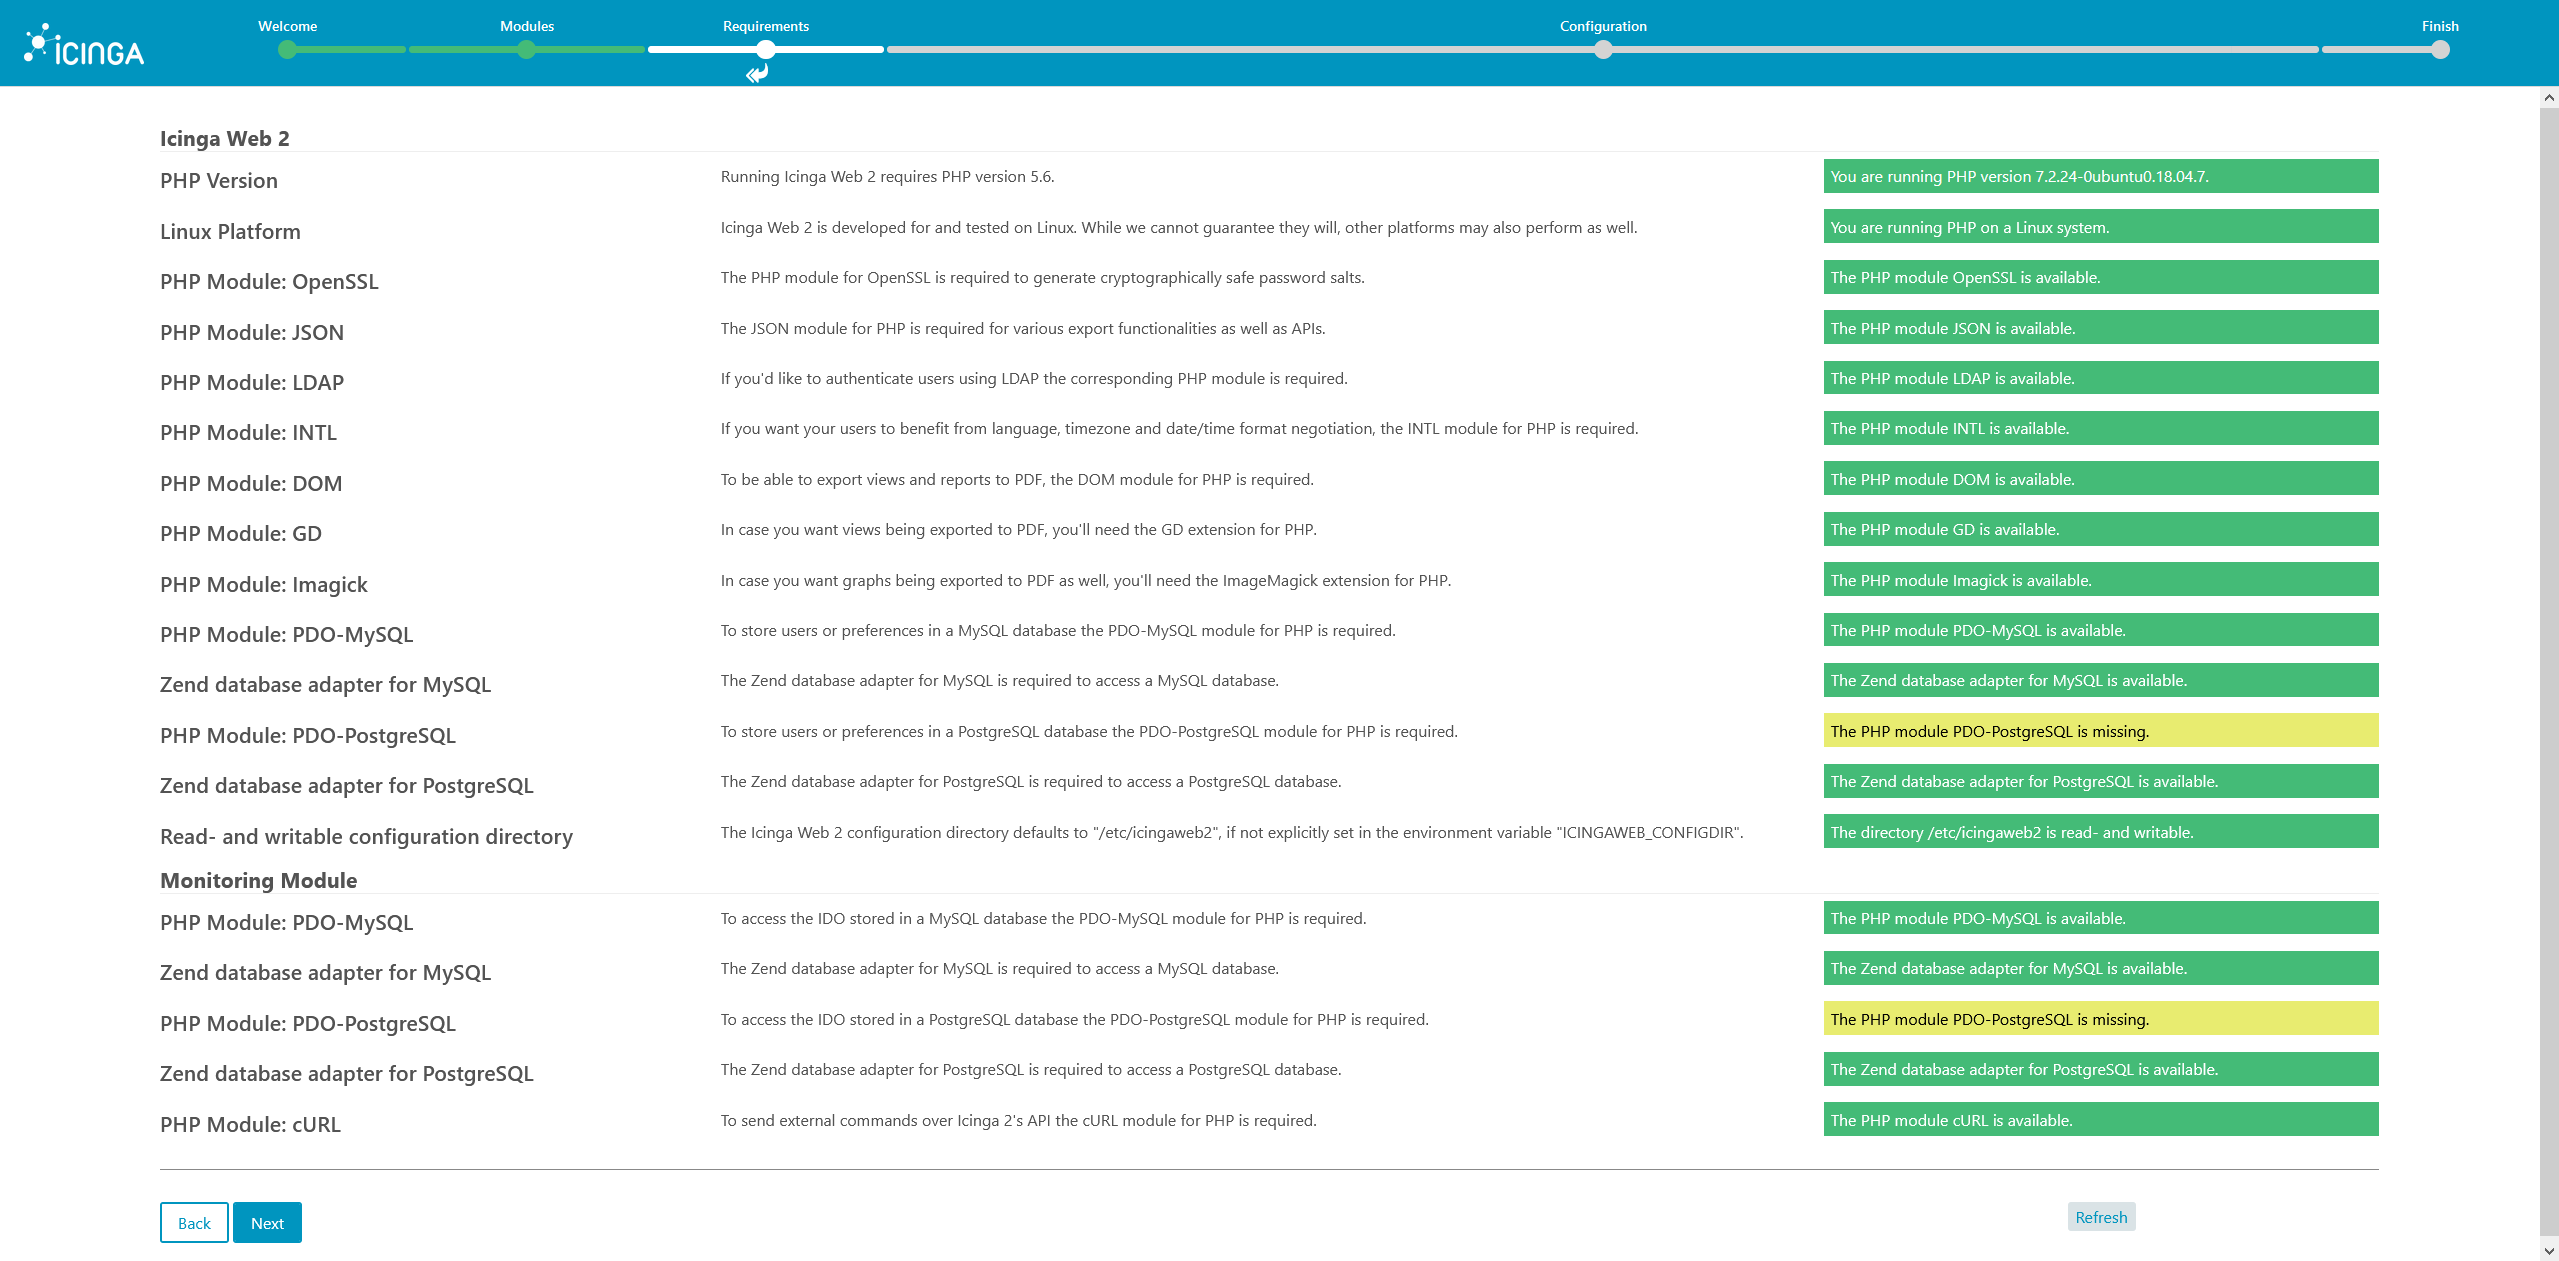 Welcome Modules Requirements Configuration Finish
ICINGA
Icinga Web 2
PHP Version Running Icinga Web 2 requires PHP version 5.6. You are running PHP version 7.2.24-0ubuntu0.18.04.7.
Linux Platform Icinga Web 2 is developed for and tested on Linux. While we cannot guarantee they will, other platforms may also perform as well. You are running PHP on a Linux system.
PHP Module: OpenSSL The PHP module for OpenSSL is required to generate cryptographically safe password salts. The PHP module OpenSSL is available.
PHP Module: JSON The JSON module for PHP is required for various export functionalities as well as APIs. The PHP module JSON is available.
PHP Module: LDAP If you'd like to authenticate users using LDAP the corresponding PHP module is required. The PHP module LDAP is available.
PHP Module: INTL If you want your users to benefit from language, timezone and date/time format negotiation, the INTL module for PHP is required. The PHP module INTL is available.
PHP Module: DOM To be able to export views and reports to PDF, the DOM module for PHP is required. The PHP module DOM is available.
PHP Module: GD In case you want views being exported to PDF, you'll need the GD extension for PHP. The PHP module GD is available.
PHP Module: Imagick In case you want graphs being exported to PDF as well, you'll need the ImageMagick extension for PHP. The PHP module Imagick is available.
PHP Module: PDO-MySQL To store users or preferences in a MySQL database the PDO-MySQL module for PHP is required. The PHP module PDO-MySQL is available.
Zend database adapter for MySQL The Zend database adapter for MySQL is required to access a MySQL database. The Zend database adapter for MySQL is available.
PHP Module: PDO-PostgreSQL To store users or preferences in a PostgreSQL database the PDO-PostgreSQL module for PHP is required. The PHP module PDO-PostgreSQL is missing.
Zend database adapter for PostgreSQL The Zend database adapter for PostgreSQL is required to access a PostgreSQL database. The Zend database adapter for PostgreSQL is available.
Read- and writable configuration directory The Icinga Web 2 configuration directory defaults to "/etc/icingaweb2", if not explicitly set in the environment variable "ICINGAWEB_CONFIGDIR". The directory /etc/icingaweb2 is read- and writable.
Monitoring Module
PHP Module: PDO-MySQL To access the IDO stored in a MySQL database the PDO-MySQL module for PHP is required. The PHP module PDO-MySQL is available.
Zend database adapter for MySQL The Zend database adapter for MySQL is required to access a MySQL database. The Zend database adapter for MySQL is available.
PHP Module: PDO-PostgreSQL To access the IDO stored in a PostgreSQL database the PDO-PostgreSQL module for PHP is required. The PHP module PDO-PostgreSQL is missing.
Zend database adapter for PostgreSQL The Zend database adapter for PostgreSQL is required to access a PostgreSQL database. The Zend database adapter for PostgreSQL is available.
PHP Module: cURL To send external commands over Icinga 2's API the cURL module for PHP is required. The PHP module cURL is available.
Back Next Refresh